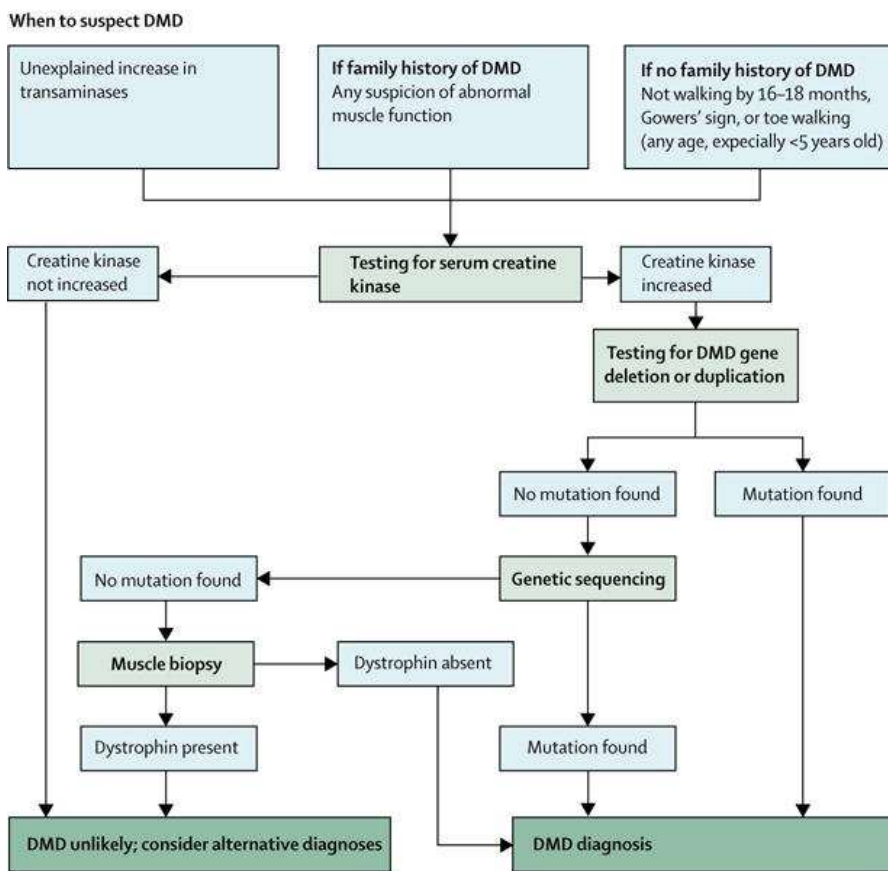 When to suspect DMD
Unexplained increase in
transaminases
If family history of DMD
Any suspicion of abnormal
muscle function
If no family history of DMD
Not walking by 16–18 months,
Gowers’ sign, or toe walking
(any age, expecially <5 years old)
Creatine kinase
not increased
Testing for serum creatine
kinase
Creatine kinase
increased
Testing for DMD gene
deletion or duplication
No mutation found
Mutation found
No mutation found
Genetic sequencing
Muscle biopsy
Dystrophin absent
Dystrophin present
Mutation found
DMD unlikely; consider alternative diagnoses
DMD diagnosis